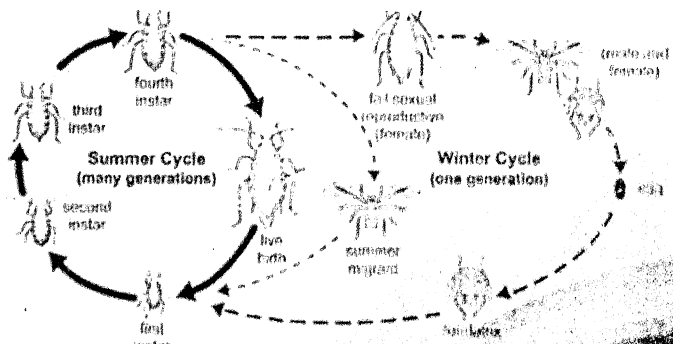 fourth
instar
fall sexual
reproductive
(female)
(male and
female)
third
instar
Summer Cycle
(many generations)
Winter Cycle
(one generation)
egg
second
instar
live
birth
summer
migrant
first
fundatrix